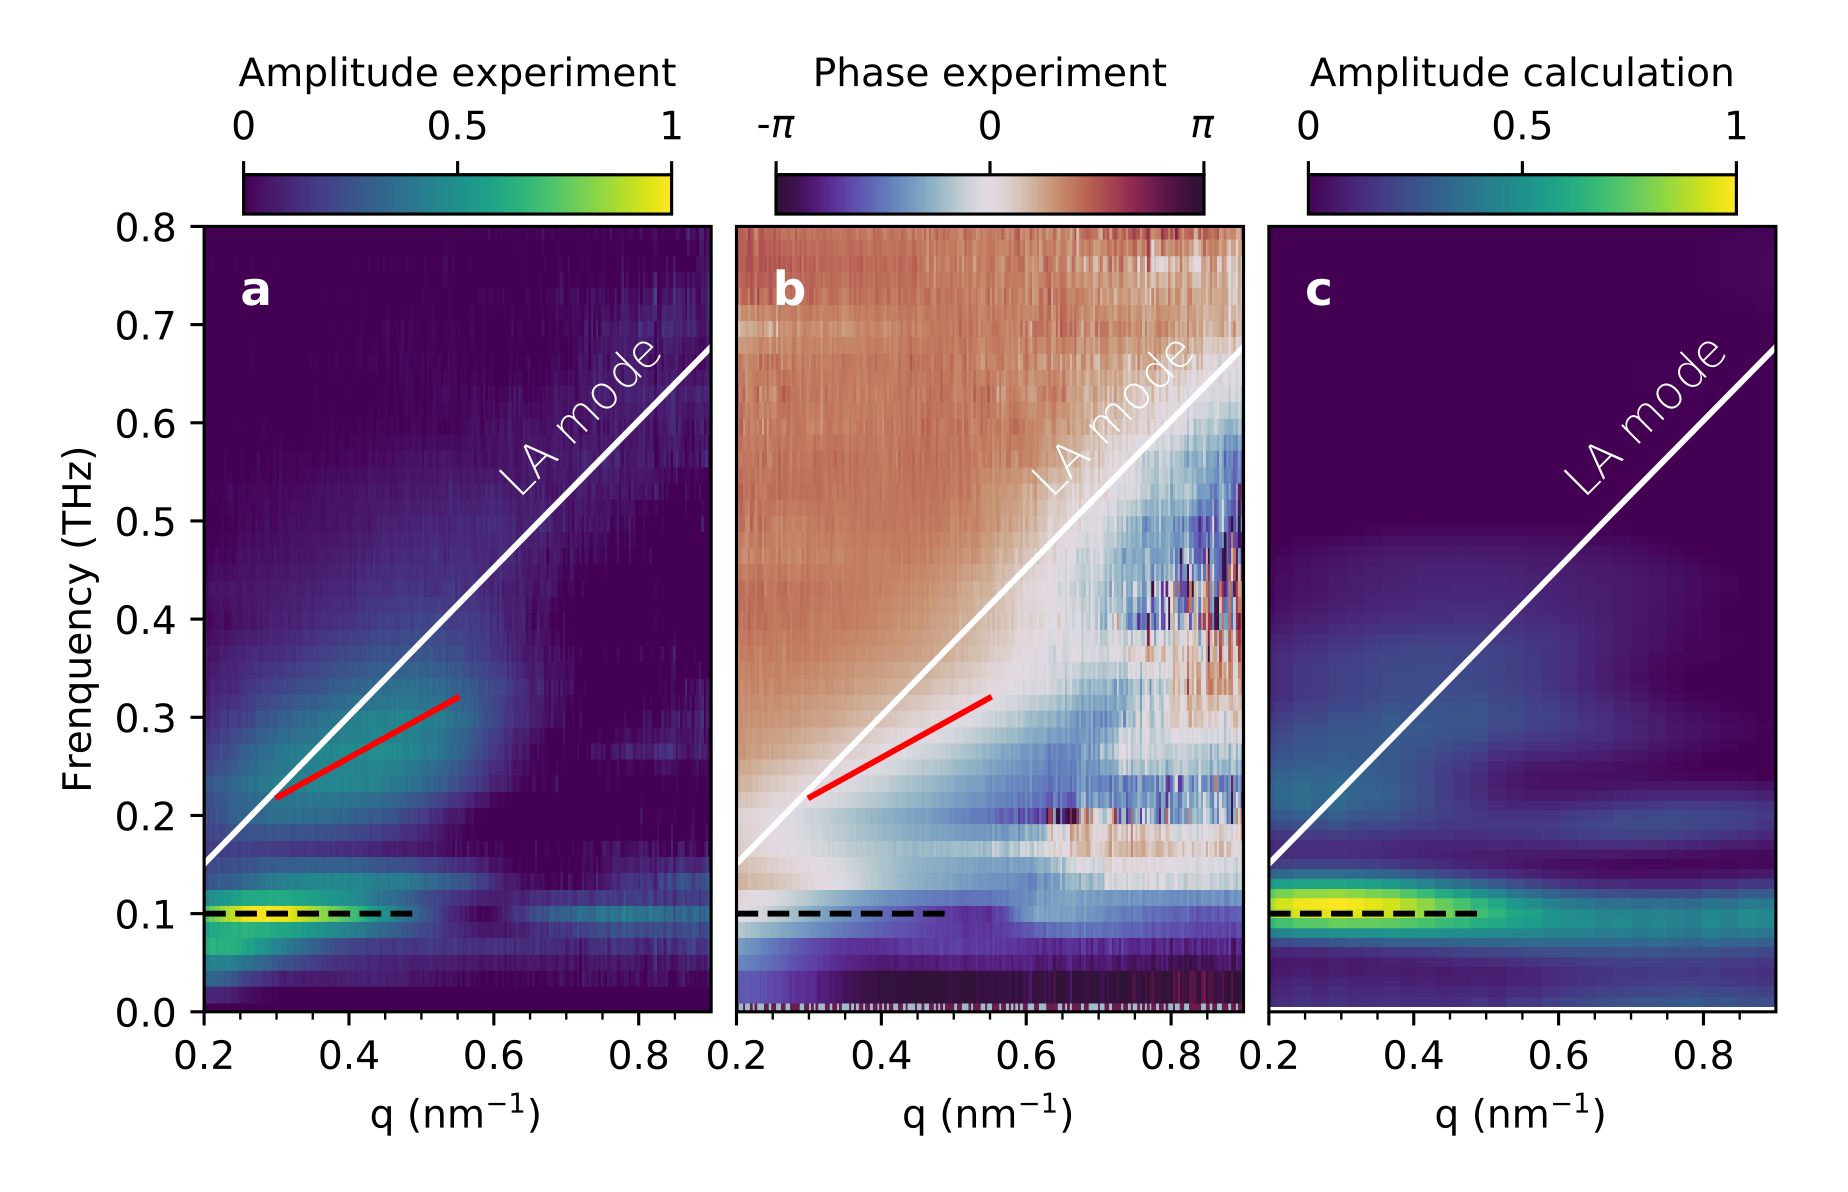 Amplitude experiment
0 0.5 1
Phase experiment
-π 0 π
Amplitude calculation
0 0.5 1
a
b
c
LA mode
LA mode
LA mode
Frenquency (THz)
0.8
0.7
0.6
0.5
0.4
0.3
0.2
0.1
0.0
0.2 0.4 0.6 0.8
0.2 0.4 0.6 0.8
0.2 0.4 0.6 0.8
q (nm⁻¹)
q (nm⁻¹)
q (nm⁻¹)